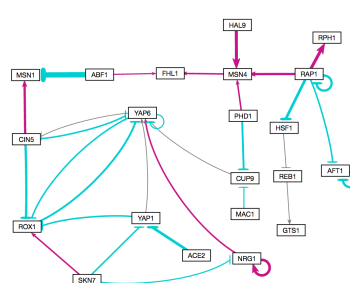 HAL9
RPH1
MSN1
ABF1
FHL1
MSN4
RAP1
YAP6
PHD1
HSF1
CIN5
CUP9
REB1
AFT1
MAC1
ROX1
YAP1
GTS1
ACE2
NRG1
SKN7